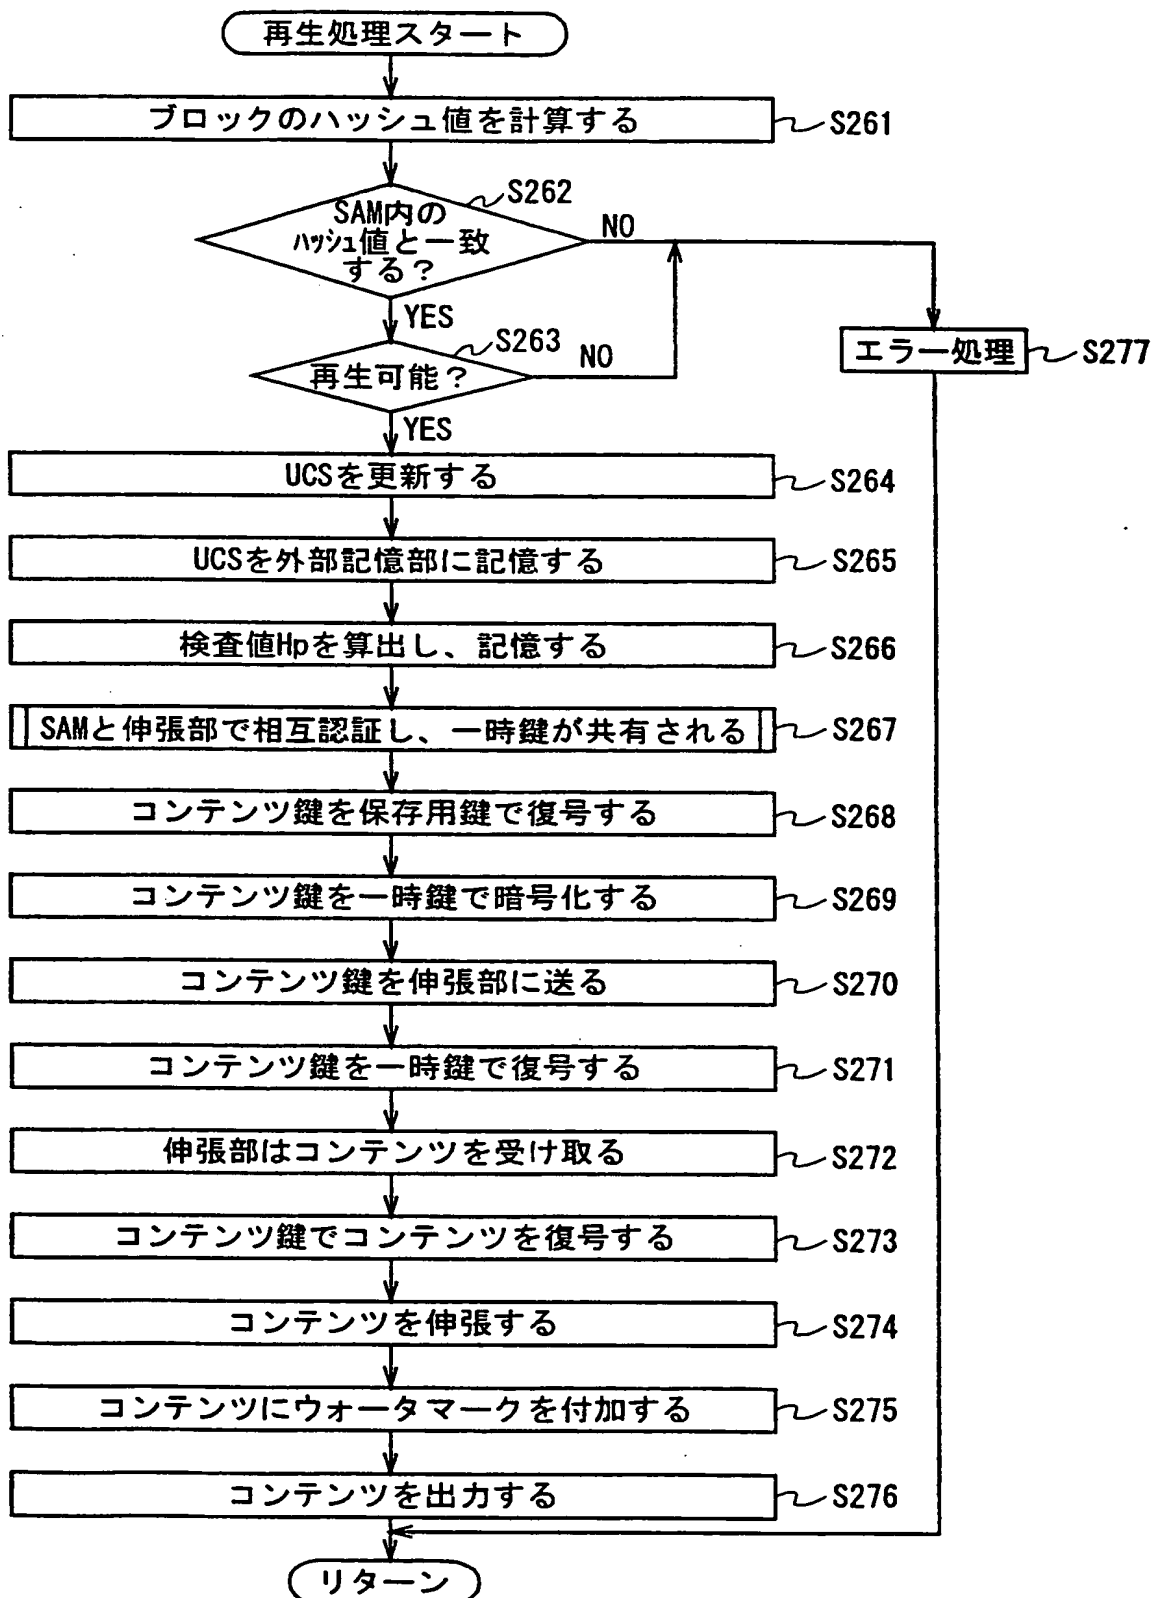 再生処理スタート
ブロックのハッシュ値を計算する
S261
S262
SAM内の
ハッシュ値と一致
する?
NO
YES
S263
再生可能?
NO
YES
エラー処理
S277
UCSを更新する
S264
UCSを外部記憶部に記憶する
S265
検査値Hpを算出し、記憶する
S266
SAMと伸張部で相互認証し、一時鍵が共有される
S267
コンテンツ鍵を保存用鍵で復号する
S268
コンテンツ鍵を一時鍵で暗号化する
S269
コンテンツ鍵を伸張部に送る
S270
コンテンツ鍵を一時鍵で復号する
S271
伸張部はコンテンツを受け取る
S272
コンテンツ鍵でコンテンツを復号する
S273
コンテンツを伸張する
S274
コンテンツにウォータマークを付加する
S275
コンテンツを出力する
S276
リターン